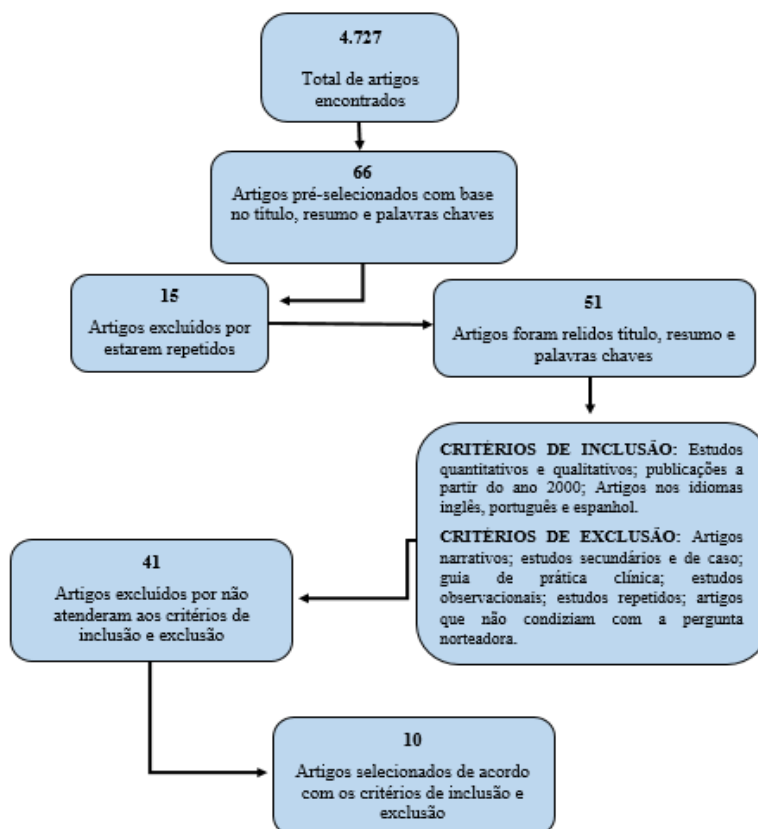 4.727
Total de artigos
encontrados
66
Artigos pré-selecionados com base
no título, resumo e palavras chaves
15
Artigos excluídos por
estarem repetidos
51
Artigos foram relidos título, resumo e
palavras chaves
CRITÉRIOS DE INCLUSÃO: Estudos
quantitativos e qualitativos; publicações a
partir do ano 2000; Artigos nos idiomas
inglês, português e espanhol.
CRITÉRIOS DE EXCLUSÃO: Artigos
narrativos; estudos secundários e de caso;
guia de prática clínica; estudos
observacionais; estudos repetidos; artigos
que não condiziam com a pergunta
norteadora.
41
Artigos excluídos por não
atenderam aos critérios de
inclusão e exclusão
10
Artigos selecionados de acordo
com os critérios de inclusão e
exclusão